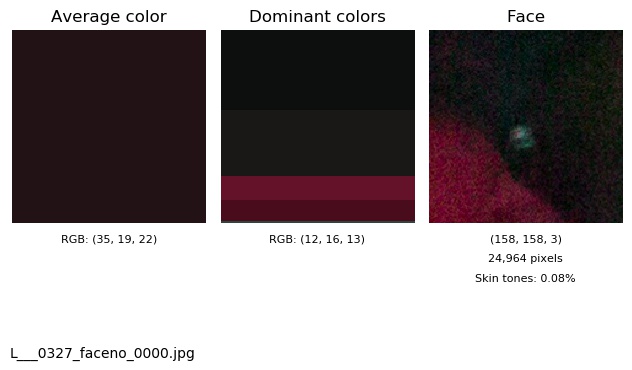 Average color
Dominant colors
Face
RGB: (35, 19, 22)
RGB: (12, 16, 13)
(158, 158, 3)
24,964 pixels
Skin tones: 0.08%
L___0327_faceno_0000.jpg